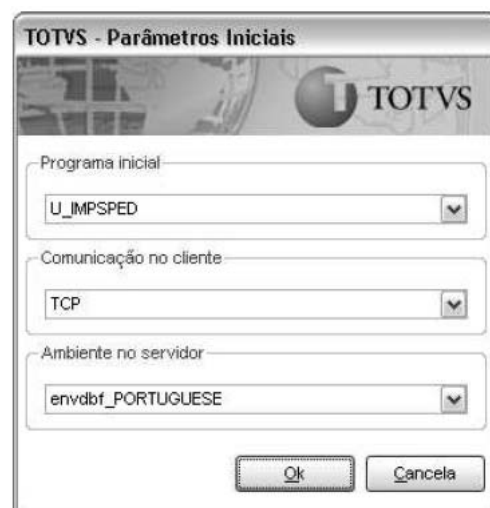 TOTVS - Parâmetros Iniciais
TOTVS
Programa inicial
U_IMPSPED
Comunicação no cliente
TCP
Ambiente no servidor
envdbf_PORTUGUESE
Ok
Cancela